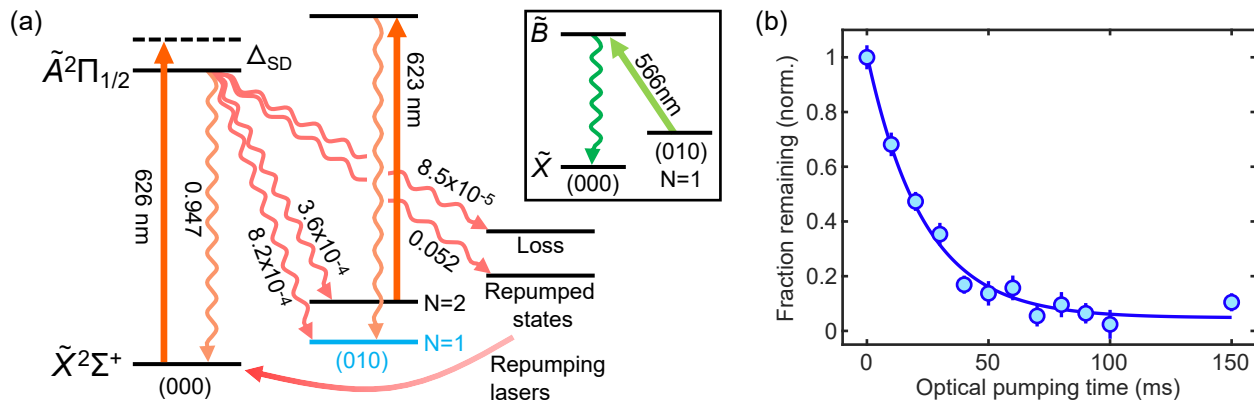 (a)
Ã²Π₁/₂
Δ_SD
626 nm
0.947
8.2x10⁻⁴
3.6x10⁻⁴
623 nm
8.5x10⁻⁵
0.052
Loss
Repumped
states
N=2
N=1
(010)
X̃²Σ⁺
(000)
Repumping
lasers
B̃
566nm
X̃
(000)
(010)
N=1
(b)
Fraction remaining (norm.)
1
0.8
0.6
0.4
0.2
0
0
50
100
150
Optical pumping time (ms)